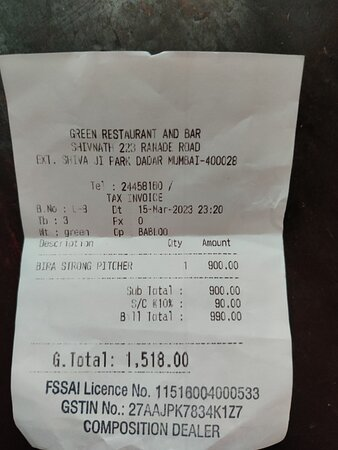 GREEN RESTAURANT AND BAR
SHIVNATH 223 RANADE ROAD
EXT. SHIVA JI PARK DADAR MUMBAI-400028
Tel : 24458160 /
TAX INVOICE
B.No : L-3 Dt 15-Mar-2023 23:20
Tb : 3 Px 0
Wt : green Op BABLOO
Description Qty Amount
BIRA STRONG PITCHER 1 900.00
Sub Total : 900.00
S/C @10% : 90.00
Bill Total : 990.00
G.Total: 1,518.00
FSSAI Licence No. 11516004000533
GSTIN No.: 27AAJPK7834K1Z7
COMPOSITION DEALER